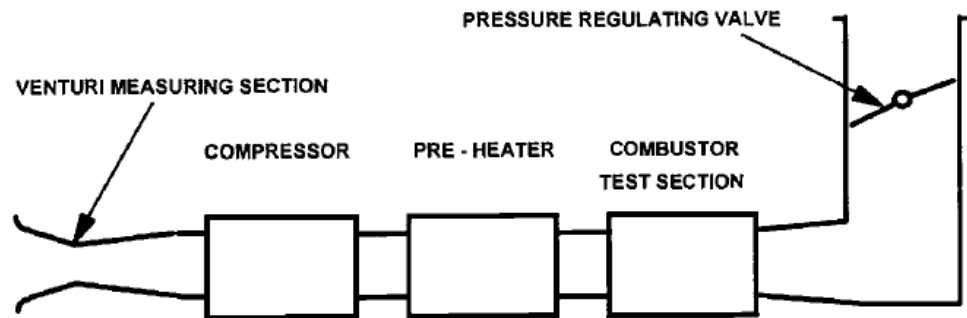 PRESSURE REGULATING VALVE
VENTURI MEASURING SECTION
COMPRESSOR
PRE - HEATER
COMBUSTOR
TEST SECTION